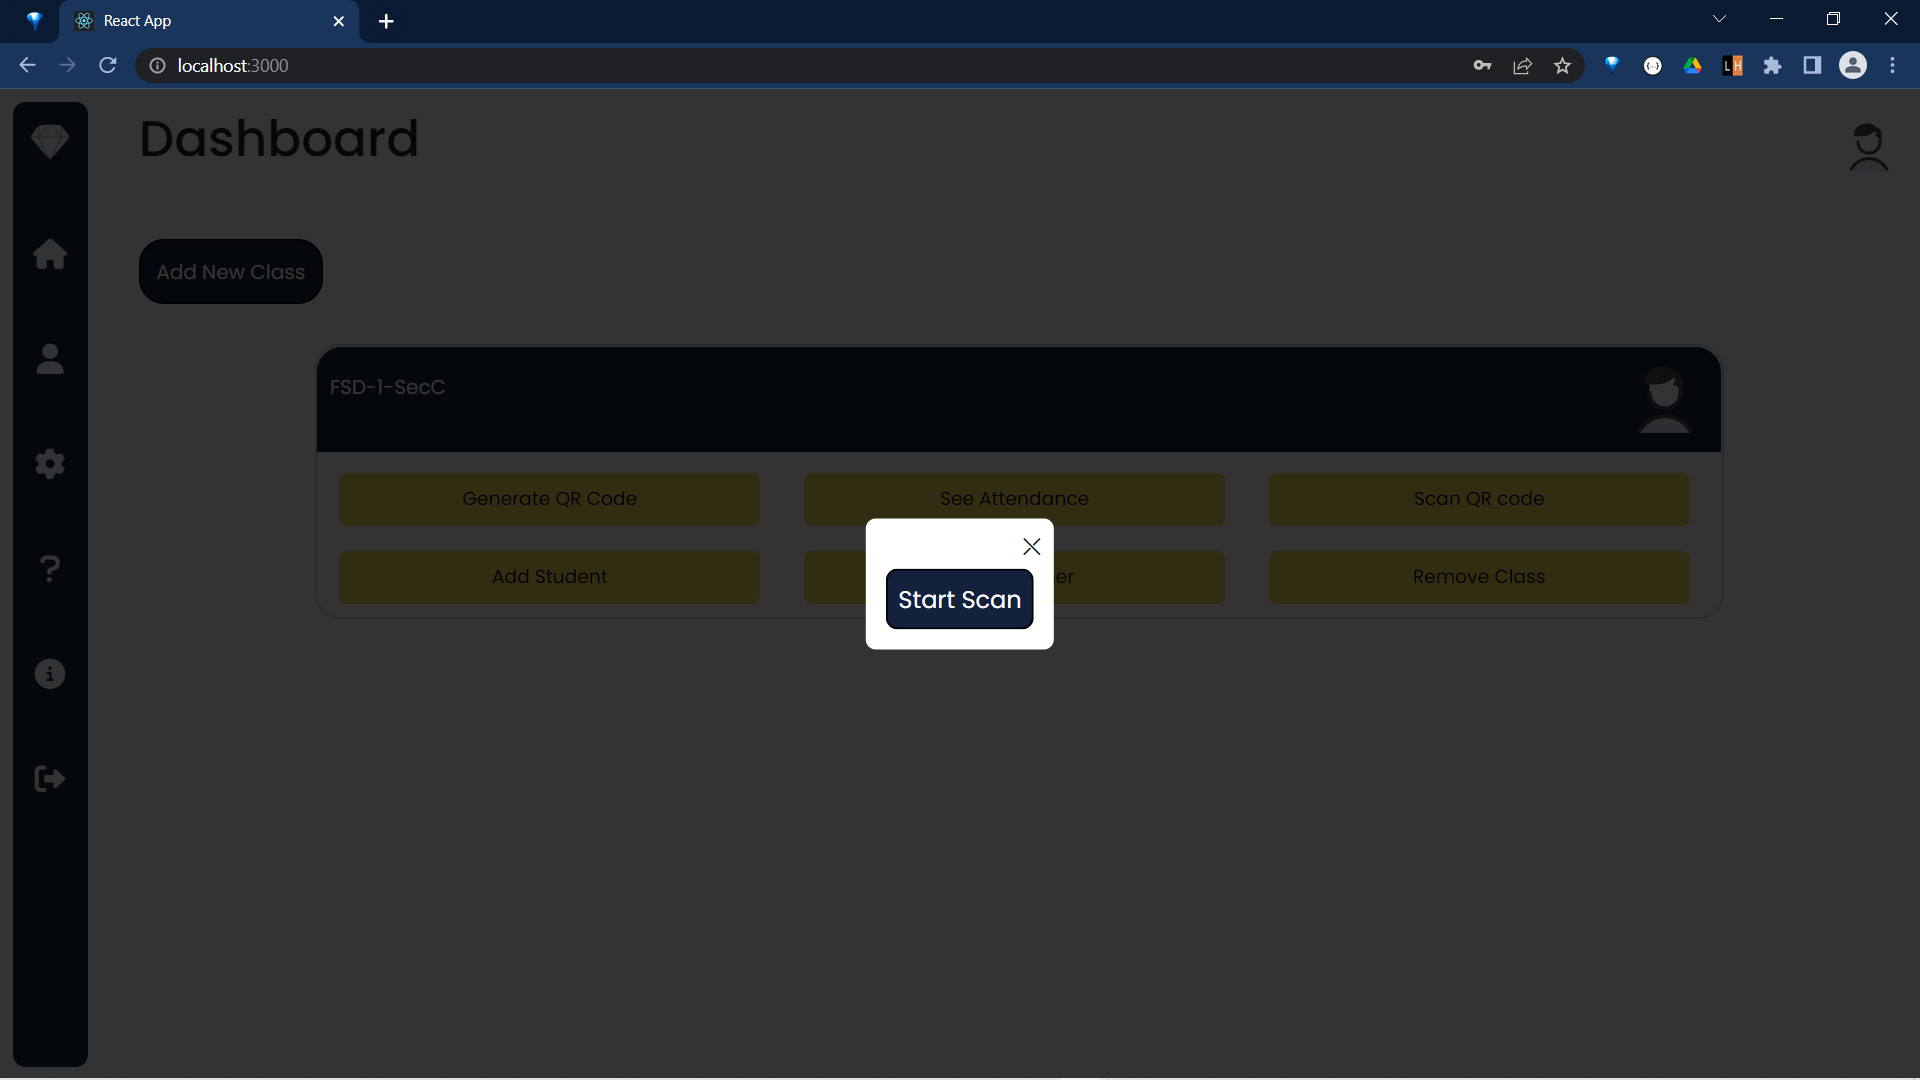 React App
localhost:3000
Dashboard
Add New Class
FSD-1-SecC
Generate QR Code
See Attendance
Scan QR code
Add Student
er
Remove Class
Start Scan